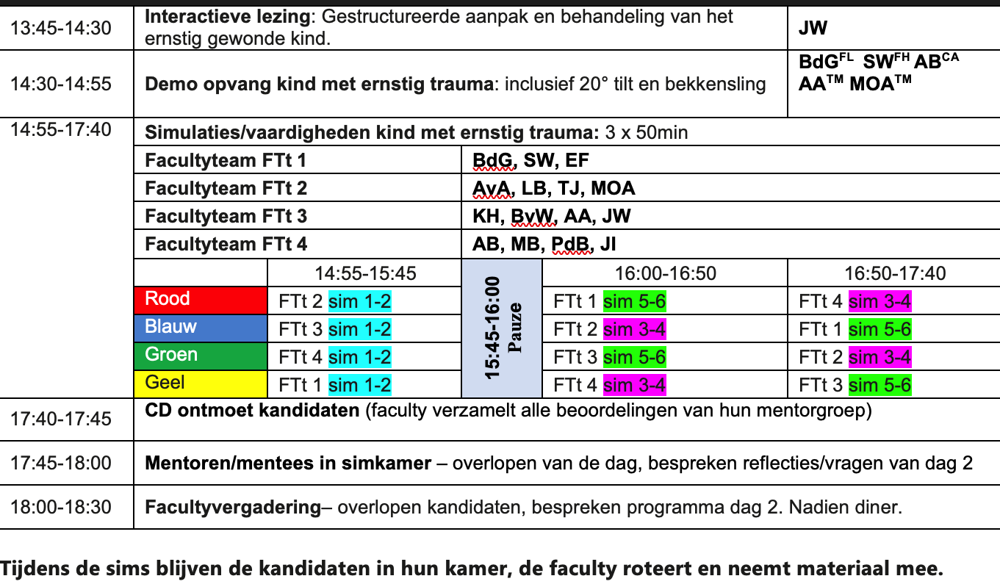 13:45-14:30
Interactieve lezing: Gestructureerde aanpak en behandeling van het
ernstig gewonde kind.
JW
14:30-14:55
Demo opvang kind met ernstig trauma: inclusief 20° tilt en bekkensling
BdG^FL SW^FH AB^CA
AA^TM MOA^TM
14:55-17:40
Simulaties/vaardigheden kind met ernstig trauma: 3 x 50min
Facultyteam FTt 1
BdG, SW, EF
Facultyteam FTt 2
AvA, LB, TJ, MOA
Facultyteam FTt 3
KH, BvW, AA, JW
Facultyteam FTt 4
AB, MB, PdB, JI
14:55-15:45
15:45-16:00
Pauze
16:00-16:50
16:50-17:40
Rood
FTt 2 sim 1-2
FTt 1 sim 5-6
FTt 4 sim 3-4
Blauw
FTt 3 sim 1-2
FTt 2 sim 3-4
FTt 1 sim 5-6
Groen
FTt 4 sim 1-2
FTt 3 sim 5-6
FTt 2 sim 3-4
Geel
FTt 1 sim 1-2
FTt 4 sim 3-4
FTt 3 sim 5-6
17:40-17:45
CD ontmoet kandidaten (faculty verzamelt alle beoordelingen van hun mentorgroep)
17:45-18:00
Mentoren/mentees in simkamer – overlopen van de dag, bespreken reflecties/vragen van dag 2
18:00-18:30
Facultyvergadering– overlopen kandidaten, bespreken programma dag 2. Nadien diner.
Tijdens de sims blijven de kandidaten in hun kamer, de faculty roteert en neemt materiaal mee.